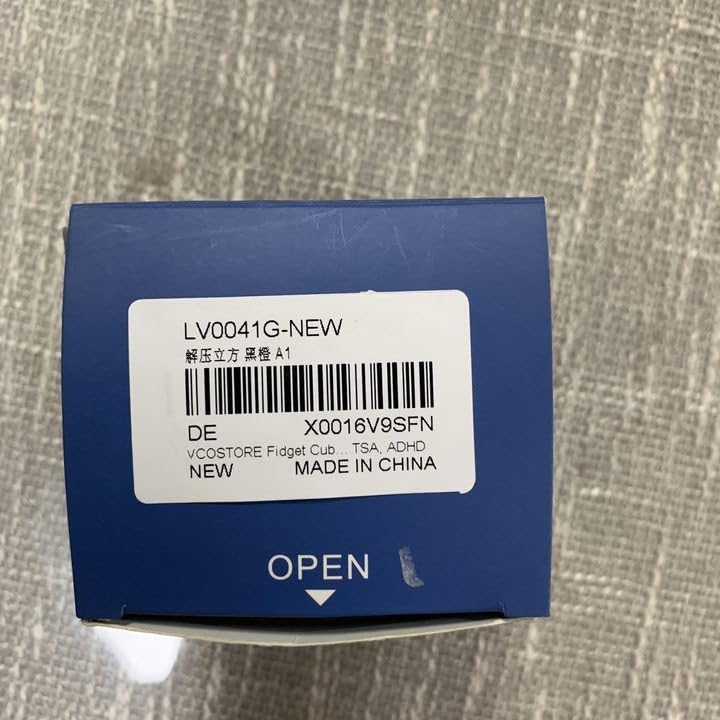 LV0041G-NEW
解压立方 黑橙 A1
DE X0016V9SFN
VCOSTORE Fidget Cub... TSA, ADHD
NEW MADE IN CHINA
OPEN